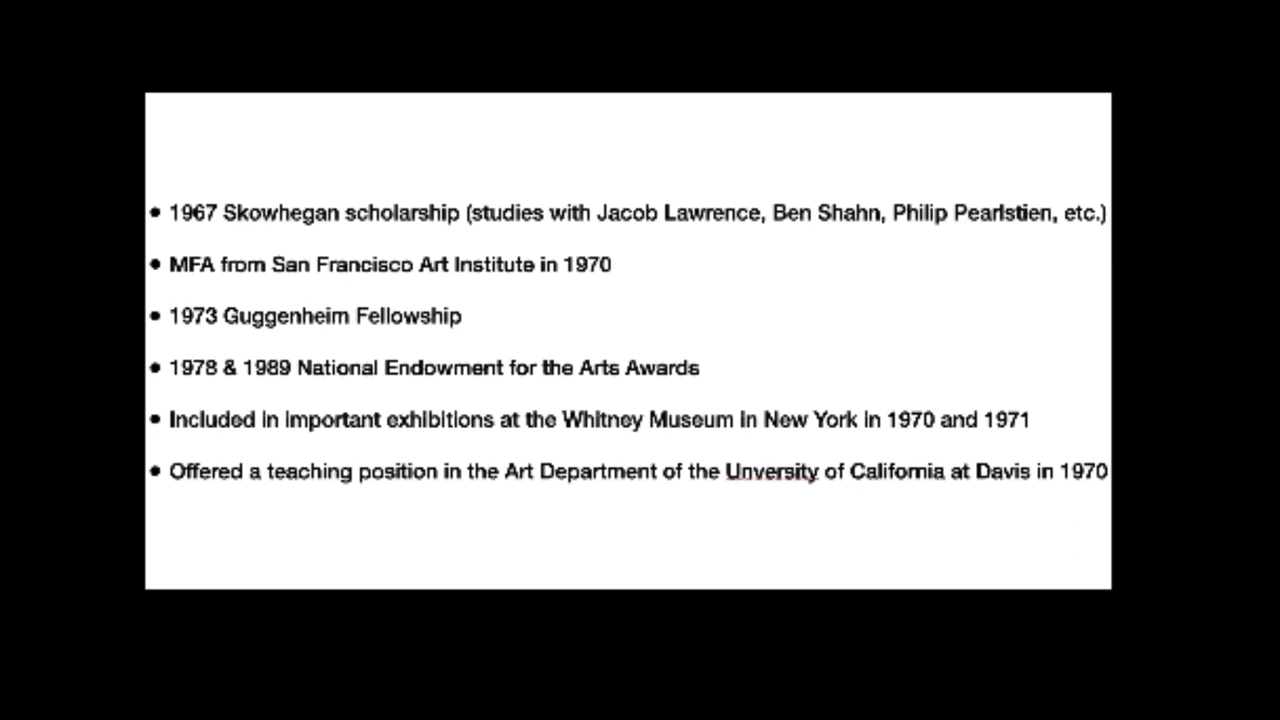 • 1967 Skowhegan scholarship (studies with Jacob Lawrence, Ben Shahn, Philip Pearlstien, etc.)
• MFA from San Francisco Art Institute in 1970
• 1973 Guggenheim Fellowship
• 1978 & 1989 National Endowment for the Arts Awards
• Included in important exhibitions at the Whitney Museum in New York in 1970 and 1971
• Offered a teaching position in the Art Department of the Unversity of California at Davis in 1970